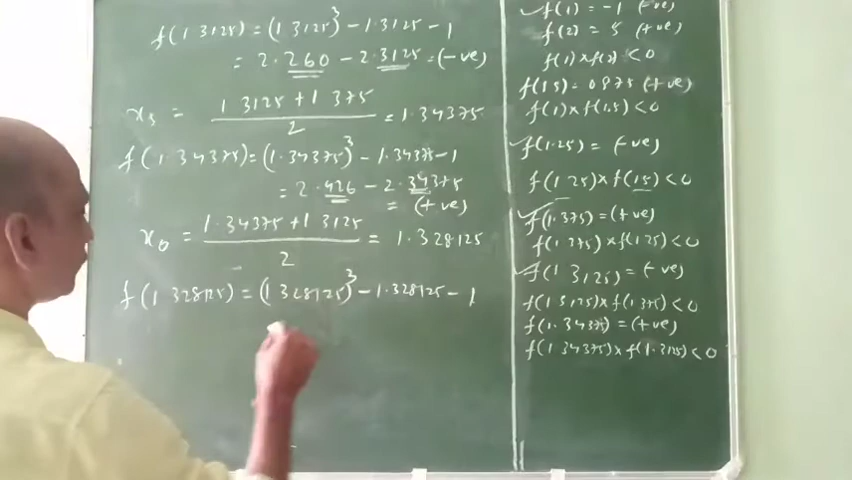 f(1.3125) = (1.3125)³ - 1.3125 - 1
= 2.260 - 2.3125 = (-ve)
x₅ = (1.3125 + 1.375)/2 = 1.34375
f(1.34375) = (1.34375)³ - 1.34375 - 1
= 2.426 - 2.34375
= (+ve)
x₆ = (1.34375 + 1.3125)/2 = 1.328125
f(1.328125) = (1.328125)³ - 1.328125 - 1
✓f(1) = -1 (-ve)
f(2) = 5 (+ve)
f(1)×f(2) < 0
f(1.5) = 0.875 (+ve)
f(1)×f(1.5) < 0
✓f(1.25) = (-ve)
f(1.25)×f(1.5) < 0
✓f(1.375) = (+ve)
f(1.375)×f(1.25) < 0
✓f(1.3125) = (-ve)
f(1.3125)×f(1.375) < 0
f(1.34375) = (+ve)
f(1.34375)×f(1.3125) < 0